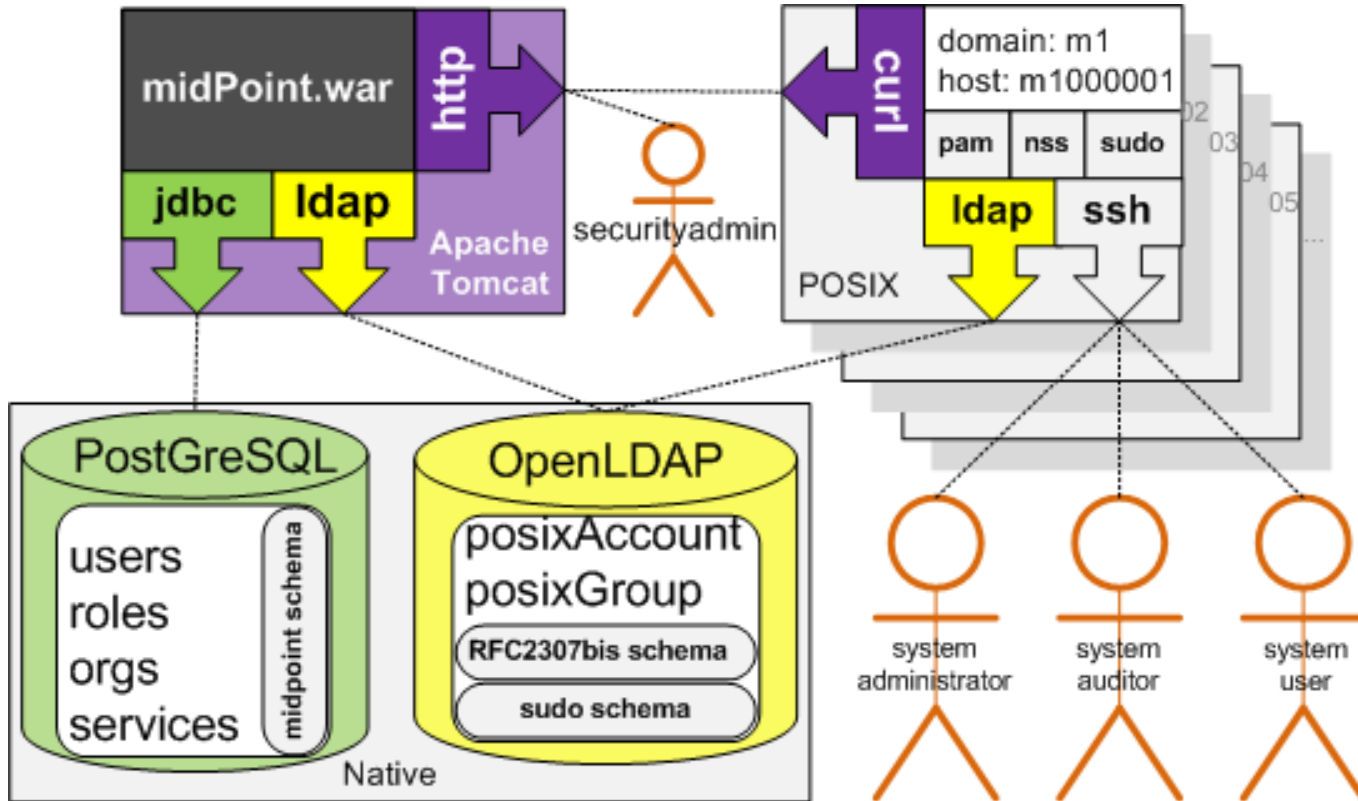 midPoint.war
http
jdbc
ldap
Apache
Tomcat
securityadmin
curl
domain: m1
host: m1000001
pam
nss
sudo
ldap
ssh
POSIX
02
03
04
05
...
PostGreSQL
users
roles
orgs
services
midpoint schema
OpenLDAP
posixAccount
posixGroup
RFC2307bis schema
sudo schema
Native
system
administrator
system
auditor
system
user